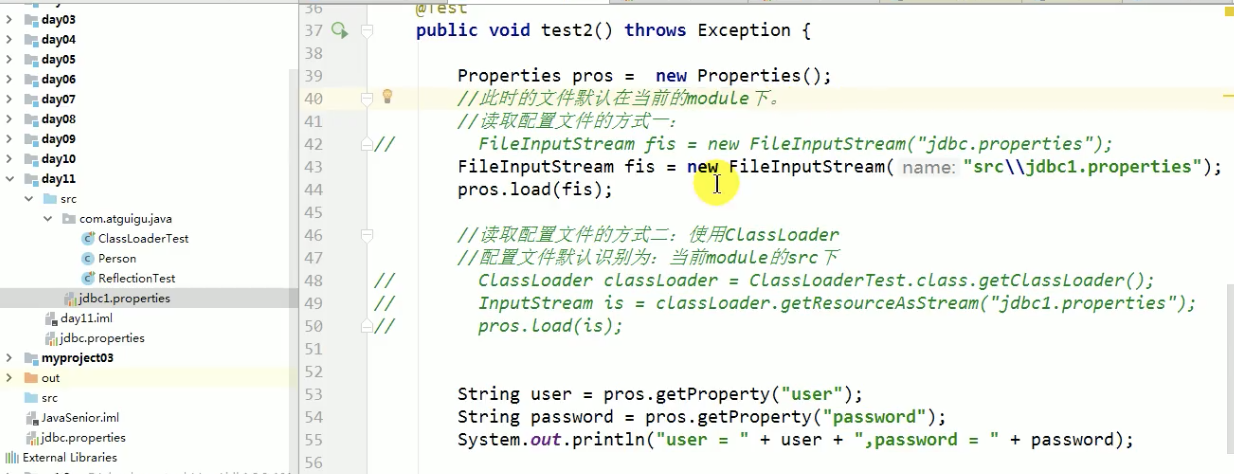 day03
day04
day05
day06
day07
day08
day09
day10
day11
src
com.atguigu.java
ClassLoaderTest
Person
ReflectionTest
jdbc1.properties
day11.iml
jdbc.properties
myproject03
out
src
JavaSenior.iml
jdbc.properties
External Libraries
36 @Test
37 public void test2() throws Exception {
38
39 Properties pros =  new Properties();
40 //此时的文件默认在当前的module下。
41 //读取配置文件的方式一：
42 // FileInputStream fis = new FileInputStream("jdbc.properties");
43 FileInputStream fis = new FileInputStream( name: "src\\jdbc1.properties");
44 pros.load(fis);
45
46 //读取配置文件的方式二：使用ClassLoader
47 //配置文件默认识别为：当前module的src下
48 // ClassLoader classLoader = ClassLoaderTest.class.getClassLoader();
49 // InputStream is = classLoader.getResourceAsStream("jdbc1.properties");
50 // pros.load(is);
51
52
53 String user = pros.getProperty("user");
54 String password = pros.getProperty("password");
55 System.out.println("user = " + user + ",password = " + password);
56